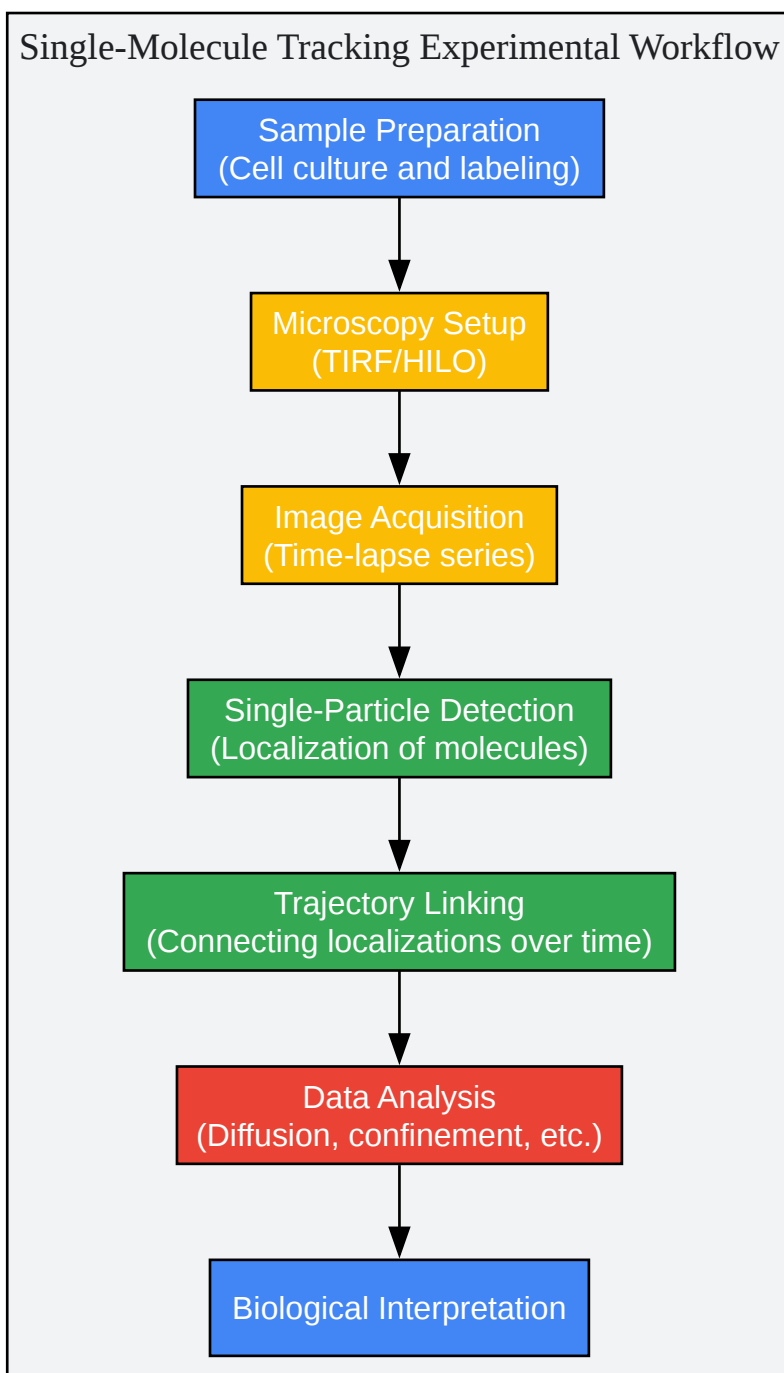 Single-Molecule Tracking Experimental Workflow
Sample Preparation
(Cell culture and labeling)
Microscopy Setup
(TIRF/HILO)
Image Acquisition
(Time-lapse series)
Single-Particle Detection
(Localization of molecules)
Trajectory Linking
(Connecting localizations over time)
Data Analysis
(Diffusion, confinement, etc.)
Biological Interpretation